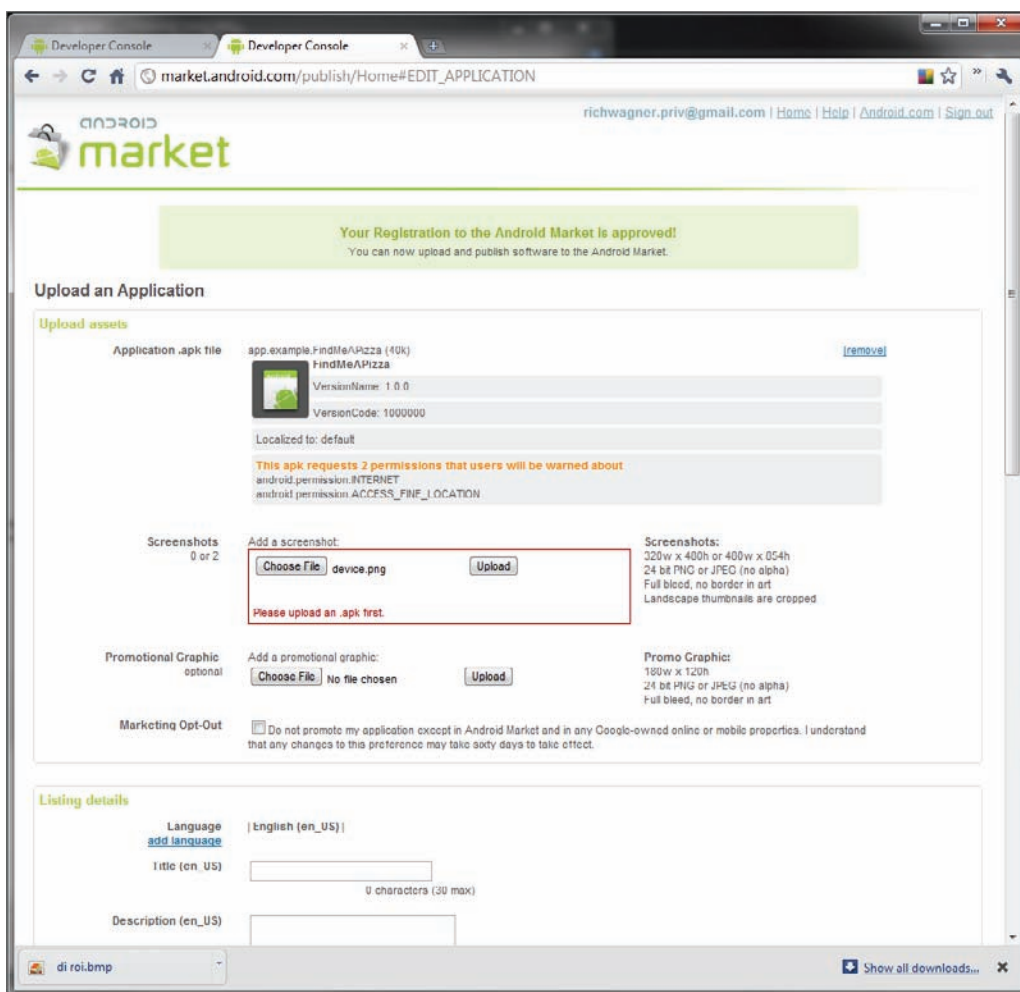 Developer Console
Developer Console
market.android.com/publish/Home#EDIT_APPLICATION
richwagner.priv@gmail.com | Home | Help | Android.com | Sign out
android
market
Your Registration to the Android Market is approved!
You can now upload and publish software to the Android Market.
Upload an Application
Upload assets
Application .apk file
app.example.FindMeAPizza (40k)
[remove]
FindMeAPizza
VersionName: 1.0.0
VersionCode: 1000000
Localized to: default
This apk requests 2 permissions that users will be warned about
android.permission.INTERNET
android.permission.ACCESS_FINE_LOCATION
Screenshots
0 or 2
Add a screenshot:
Choose File device.png Upload
Please upload an .apk first.
Screenshots:
320w x 480h or 480w x 854h
24 bit PNG or JPEG (no alpha)
Full bleed, no border in art
Landscape thumbnails are cropped
Promotional Graphic
optional
Add a promotional graphic:
Choose File No file chosen Upload
Promo Graphic:
180w x 120h
24 bit PNG or JPEG (no alpha)
Full bleed, no border in art
Marketing Opt-Out
Do not promote my application except in Android Market and in any Google-owned online or mobile properties. I understand
that any changes to this preference may take sixty days to take effect.
Listing details
Language
add language
| English (en_US) |
Title (en_US)
0 characters (30 max)
Description (en_US)
di roi.bmp
Show all downloads...